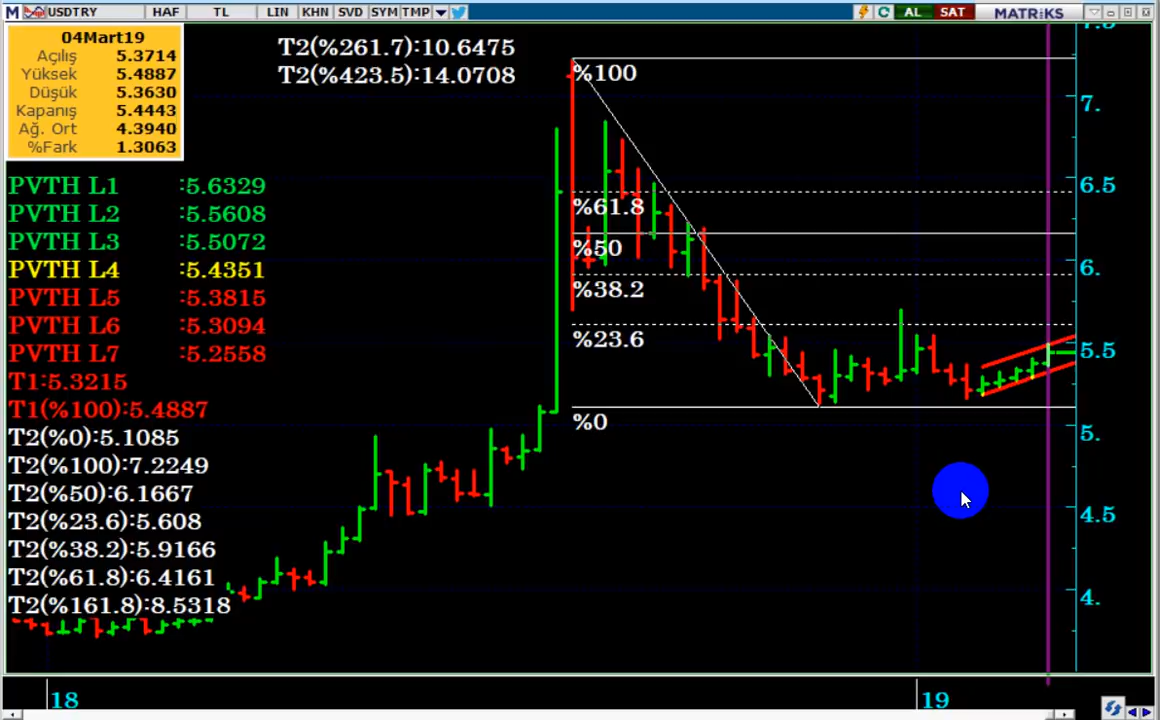 M USDTRY HAF TL LIN KHN SVD SYM TMP AL SAT MATRiKS
04Mart19
Açılış 5.3714
Yüksek 5.4887
Düşük 5.3630
Kapanış 5.4443
Ağ. Ort 4.3940
%Fark 1.3063
T2(%261.7):10.6475
T2(%423.5):14.0708
PVTH L1 :5.6329
PVTH L2 :5.5608
PVTH L3 :5.5072
PVTH L4 :5.4351
PVTH L5 :5.3815
PVTH L6 :5.3094
PVTH L7 :5.2558
T1:5.3215
T1(%100):5.4887
T2(%0):5.1085
T2(%100):7.2249
T2(%50):6.1667
T2(%23.6):5.608
T2(%38.2):5.9166
T2(%61.8):6.4161
T2(%161.8):8.5318
%100
%61.8
%50
%38.2
%23.6
%0
7.5
7.
6.5
6.
5.5
5.
4.5
4.
18
19